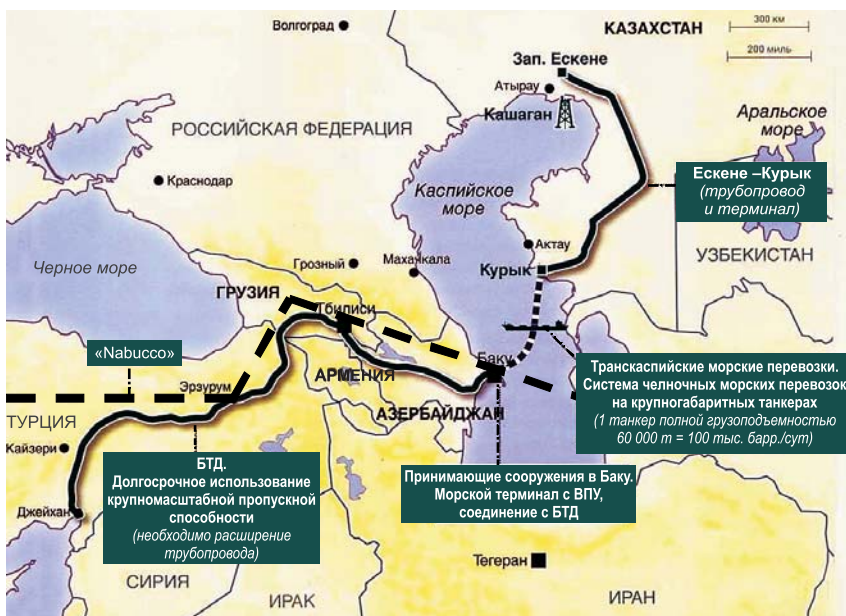 Волгоград
КАЗАХСТАН
300 км
200 миль
Зап. Ескене
Атырау
Кашаган
Аральское
море
РОССИЙСКАЯ ФЕДЕРАЦИЯ
Краснодар
Каспийское
море
Ескене –Курык
(трубопровод
и терминал)
Актау
УЗБЕКИСТАН
Черное море
Грозный
Махачкала
Курык
ГРУЗИЯ
Тбилиси
«Nabucco»
Баку
Эрзурум
АРМЕНИЯ
АЗЕРБАЙДЖАН
Транскаспийские морские перевозки.
Система челночных морских перевозок
на крупногабаритных танкерах
(1 танкер полной грузоподъемностью
60 000 m = 100 тыс. барр./сут)
ТУРЦИЯ
Кайзери
БТД.
Долгосрочное использование
крупномасштабной пропускной
способности
(необходимо расширение
трубопровода)
Принимающие сооружения в Баку.
Морской терминал с ВПУ,
соединение с БТД
Джейхан
Тегеран
СИРИЯ
ИРАК
ИРАН